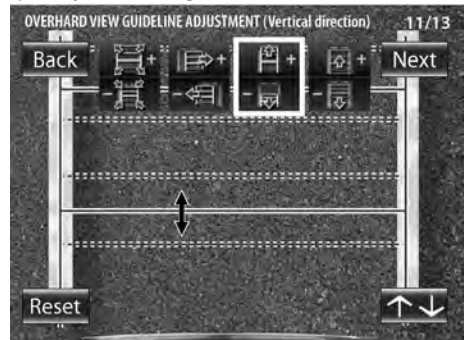 OVERHARD VIEW GUIDELINE ADJUSTMENT (Vertical direction) 11/13
Back + + + + Next
- - - -
Reset ↑↓